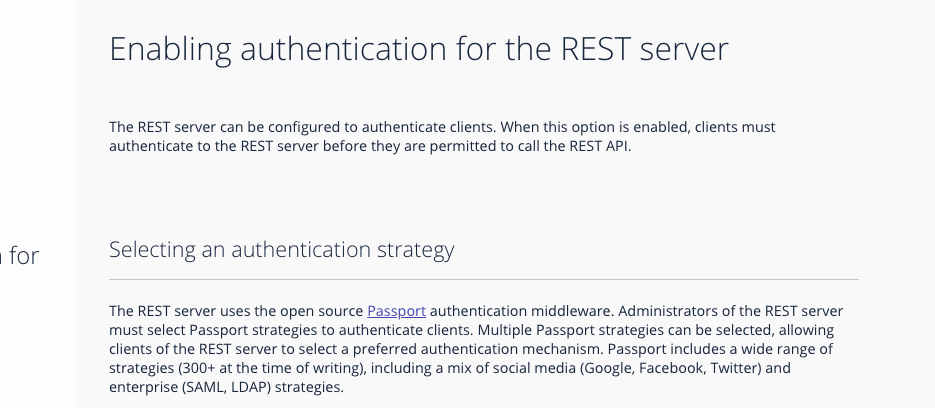 Enabling authentication for the REST server
The REST server can be configured to authenticate clients. When this option is enabled, clients must
authenticate to the REST server before they are permitted to call the REST API.
for
Selecting an authentication strategy
The REST server uses the open source Passport authentication middleware. Administrators of the REST server
must select Passport strategies to authenticate clients. Multiple Passport strategies can be selected, allowing
clients of the REST server to select a preferred authentication mechanism. Passport includes a wide range of
strategies (300+ at the time of writing), including a mix of social media (Google, Facebook, Twitter) and
enterprise (SAML, LDAP) strategies.